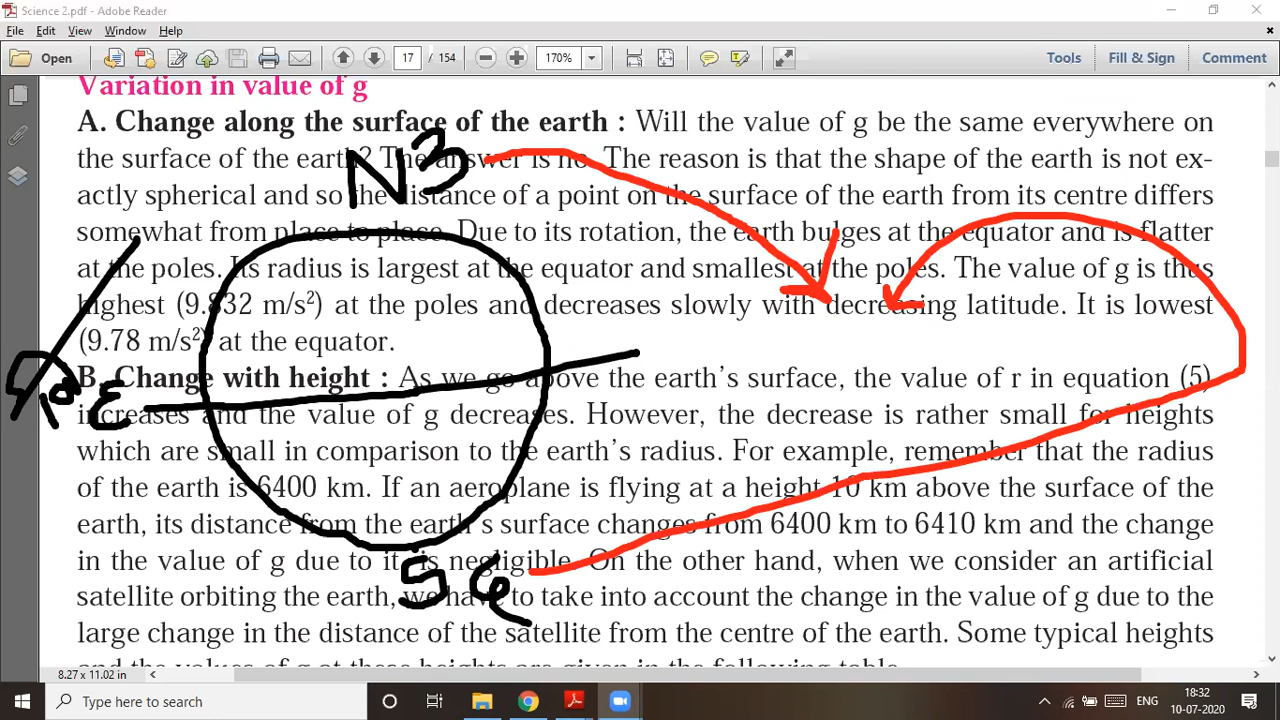 Science 2.pdf - Adobe Reader
File Edit View Window Help
Open 17 / 154 170% Tools Fill & Sign Comment
Variation in value of g
A. Change along the surface of the earth : Will the value of g be the same everywhere on
the surface of the earth? The answer is no. The reason is that the shape of the earth is not ex-
actly spherical and so the distance of a point on the surface of the earth from its centre differs
somewhat from place to place. Due to its rotation, the earth bulges at the equator and is flatter
at the poles. Its radius is largest at the equator and smallest at the poles. The value of g is thus
highest (9.832 m/s²) at the poles and decreases slowly with decreasing latitude. It is lowest
(9.78 m/s²) at the equator.
B. Change with height : As we go above the earth's surface, the value of r in equation (5)
increases and the value of g decreases. However, the decrease is rather small for heights
which are small in comparison to the earth's radius. For example, remember that the radius
of the earth is 6400 km. If an aeroplane is flying at a height 10 km above the surface of the
earth, its distance from the earth's surface changes from 6400 km to 6410 km and the change
in the value of g due to it is negligible. On the other hand, when we consider an artificial
satellite orbiting the earth, we have to take into account the change in the value of g due to the
large change in the distance of the satellite from the centre of the earth. Some typical heights
and the values of g at these heights are given in the following table.
N
E
S
8.27 x 11.02 in
Type here to search ENG 18:32
10-07-2020